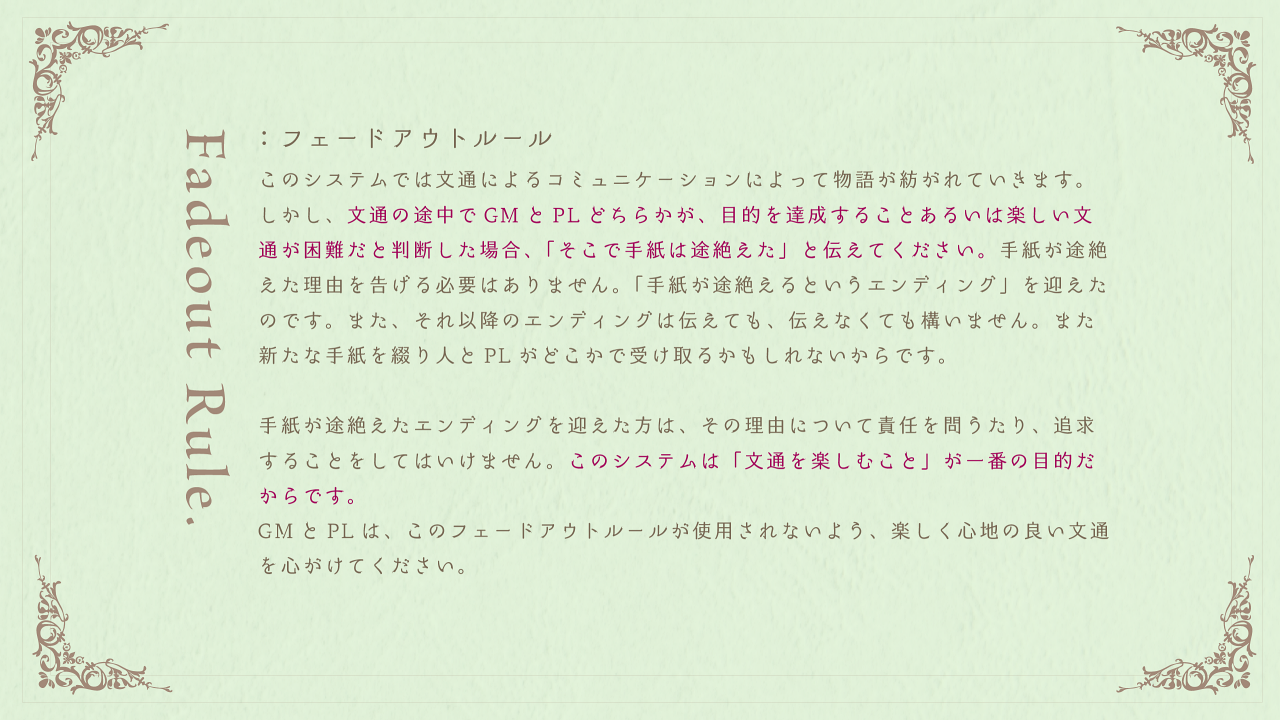 Fadeout Rule.
：フェードアウトルール
このシステムでは文通によるコミュニケーションによって物語が紡がれていきます。
しかし、文通の途中で GM と PL どちらかが、目的を達成することあるいは楽しい文
通が困難だと判断した場合、「そこで手紙は途絶えた」と伝えてください。手紙が途絶
えた理由を告げる必要はありません。「手紙が途絶えるというエンディング」を迎えた
のです。また、それ以降のエンディングは伝えても、伝えなくても構いません。また
新たな手紙を綴り人と PL がどこかで受け取るかもしれないからです。
手紙が途絶えたエンディングを迎えた方は、その理由について責任を問うたり、追求
することをしてはいけません。このシステムは「文通を楽しむこと」が一番の目的だ
からです。
GM と PL は、このフェードアウトルールが使用されないよう、楽しく心地の良い文通
を心がけてください。